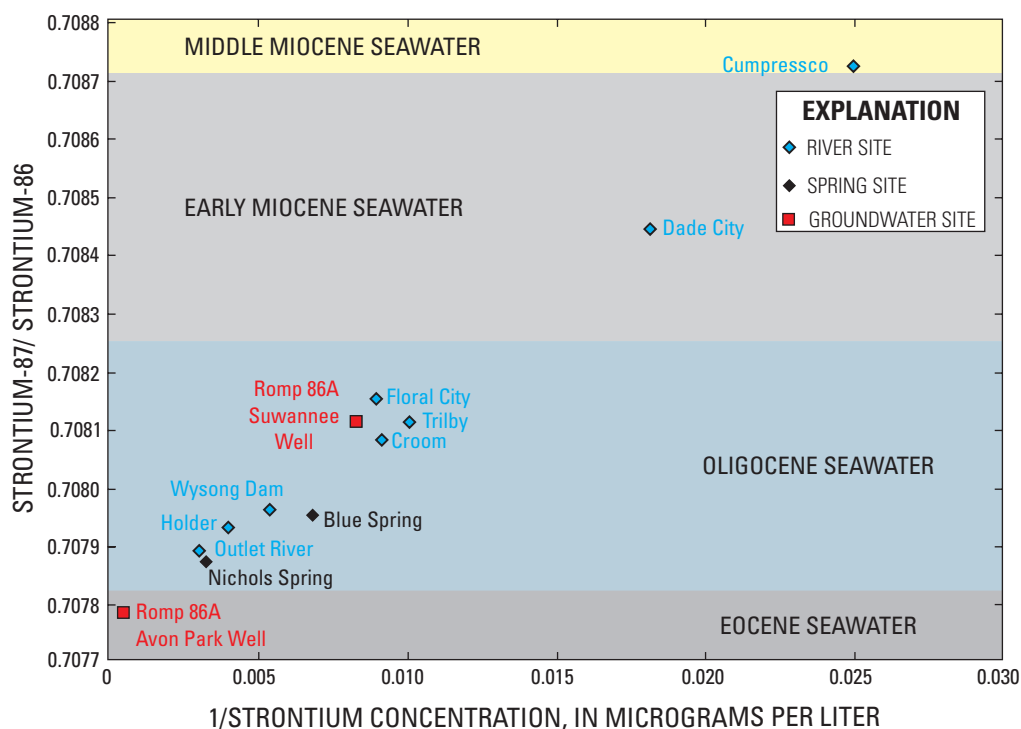 STRONTIUM-87/ STRONTIUM-86
0.7088
0.7087
0.7086
0.7085
0.7084
0.7083
0.7082
0.7081
0.7080
0.7079
0.7078
0.7077
MIDDLE MIOCENE SEAWATER
Cumpressco
EXPLANATION
RIVER SITE
SPRING SITE
GROUNDWATER SITE
EARLY MIOCENE SEAWATER
Dade City
Romp 86A
Suwannee
Well
Floral City
Trilby
Croom
OLIGOCENE SEAWATER
Wysong Dam
Blue Spring
Holder
Outlet River
Nichols Spring
Romp 86A
Avon Park Well
EOCENE SEAWATER
0
0.005
0.010
0.015
0.020
0.025
0.030
1/STRONTIUM CONCENTRATION, IN MICROGRAMS PER LITER